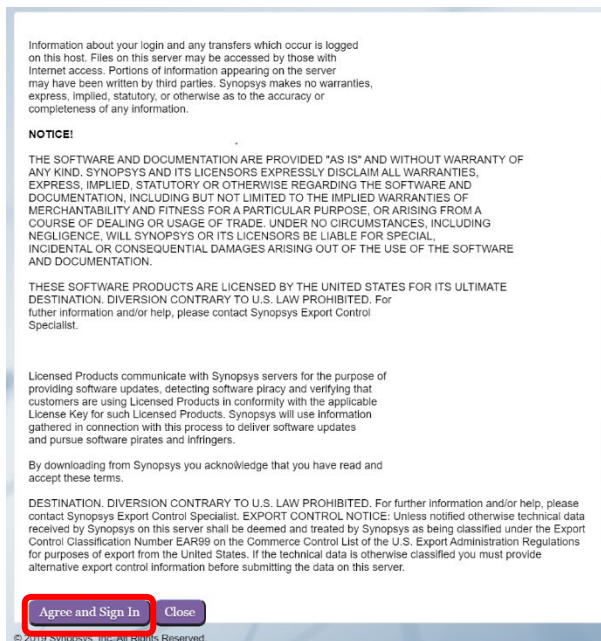 Information about your login and any transfers which occur is logged
on this host. Files on this server may be accessed by those with
Internet access. Portions of information appearing on the server
may have been written by third parties. Synopsys makes no warranties,
express, implied, statutory, or otherwise as to the accuracy or
completeness of any information.
NOTICE!
THE SOFTWARE AND DOCUMENTATION ARE PROVIDED "AS IS" AND WITHOUT WARRANTY OF
ANY KIND. SYNOPSYS AND ITS LICENSORS EXPRESSLY DISCLAIM ALL WARRANTIES,
EXPRESS, IMPLIED, STATUTORY OR OTHERWISE REGARDING THE SOFTWARE AND
DOCUMENTATION, INCLUDING BUT NOT LIMITED TO THE IMPLIED WARRANTIES OF
MERCHANTABILITY AND FITNESS FOR A PARTICULAR PURPOSE, OR ARISING FROM A
COURSE OF DEALING OR USAGE OF TRADE. UNDER NO CIRCUMSTANCES, INCLUDING
NEGLIGENCE, WILL SYNOPSYS OR ITS LICENSORS BE LIABLE FOR SPECIAL,
INCIDENTAL OR CONSEQUENTIAL DAMAGES ARISING OUT OF THE USE OF THE SOFTWARE
AND DOCUMENTATION.
THESE SOFTWARE PRODUCTS ARE LICENSED BY THE UNITED STATES FOR ITS ULTIMATE
DESTINATION. DIVERSION CONTRARY TO U.S. LAW PROHIBITED. For
futher information and/or help, please contact Synopsys Export Control
Specialist.
Licensed Products communicate with Synopsys servers for the purpose of
providing software updates, detecting software piracy and verifying that
customers are using Licensed Products in conformity with the applicable
License Key for such Licensed Products. Synopsys will use information
gathered in connection with this process to deliver software updates
and pursue software pirates and infringers.
By downloading from Synopsys you acknowledge that you have read and
accept these terms.
DESTINATION. DIVERSION CONTRARY TO U.S. LAW PROHIBITED. For further information and/or help, please
contact Synopsys Export Control Specialist. EXPORT CONTROL NOTICE: Unless notified otherwise technical data
received by Synopsys on this server shall be deemed and treated by Synopsys as being classified under the Export
Control Classification Number EAR99 on the Commerce Control List of the U.S. Export Administration Regulations
for purposes of export from the United States. If the technical data is otherwise classified you must provide
alternative export control information before submitting the data on this server.
Agree and Sign In Close
© 2019 Synopsys, Inc. All Rights Reserved.